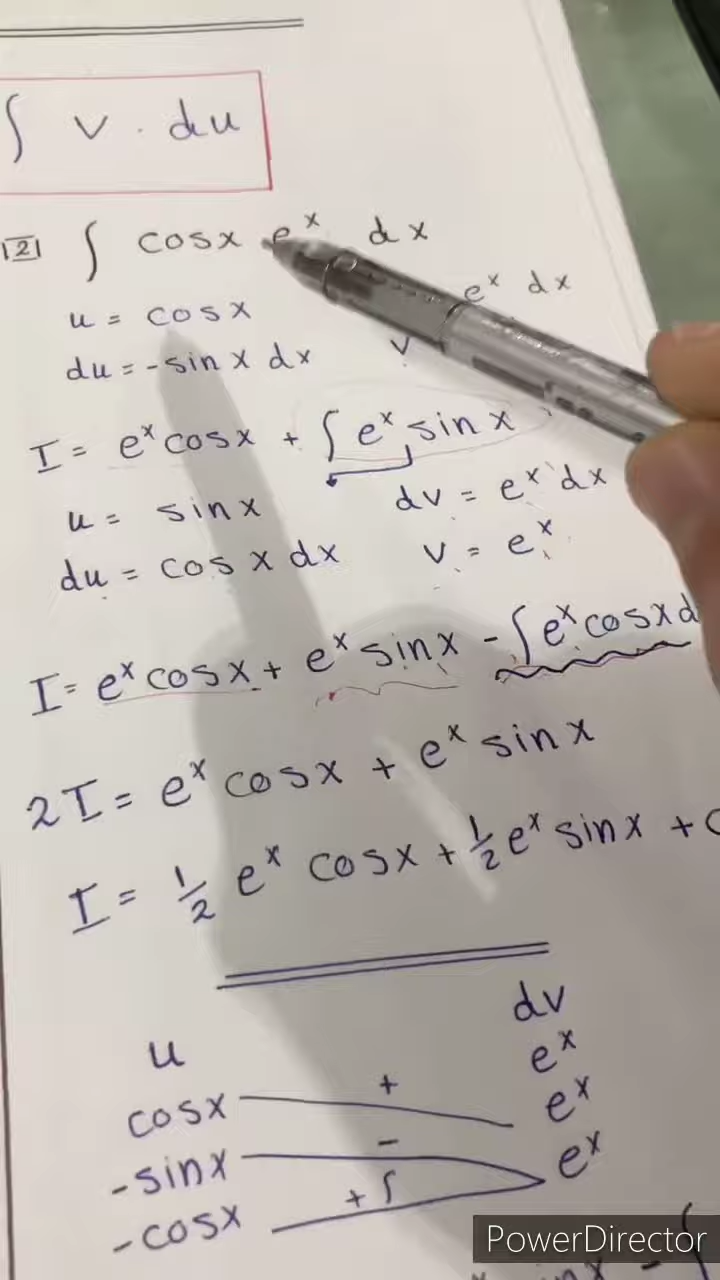 ∫ v . du
[2] ∫ cosx eˣ dx
u = cosx eˣ dx
du = -sinx dx v
I = eˣ cosx + ∫ eˣ sinx
u = sinx dv = eˣ dx
du = cosx dx v = eˣ
I = eˣ cosx + eˣ sinx - ∫ eˣ cosx d
2I = eˣ cosx + eˣ sinx
I = 1/2 eˣ cosx + 1/2 eˣ sinx + C
u dv
cosx + eˣ
-sinx - eˣ
-cosx + ∫ eˣ
PowerDirector